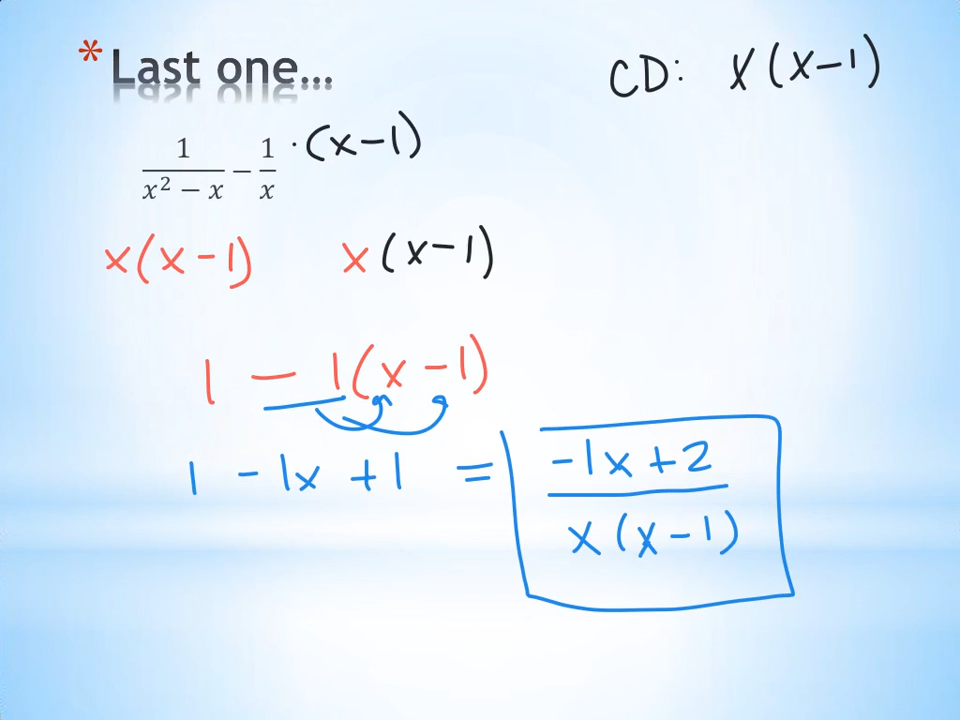 * Last one...
CD: x(x-1)
1/(x² − x) − 1/x ·(x-1)
x(x-1) x(x-1)
1 - 1(x-1)
1 - 1x + 1 = (-1x+2)/(x(x-1))